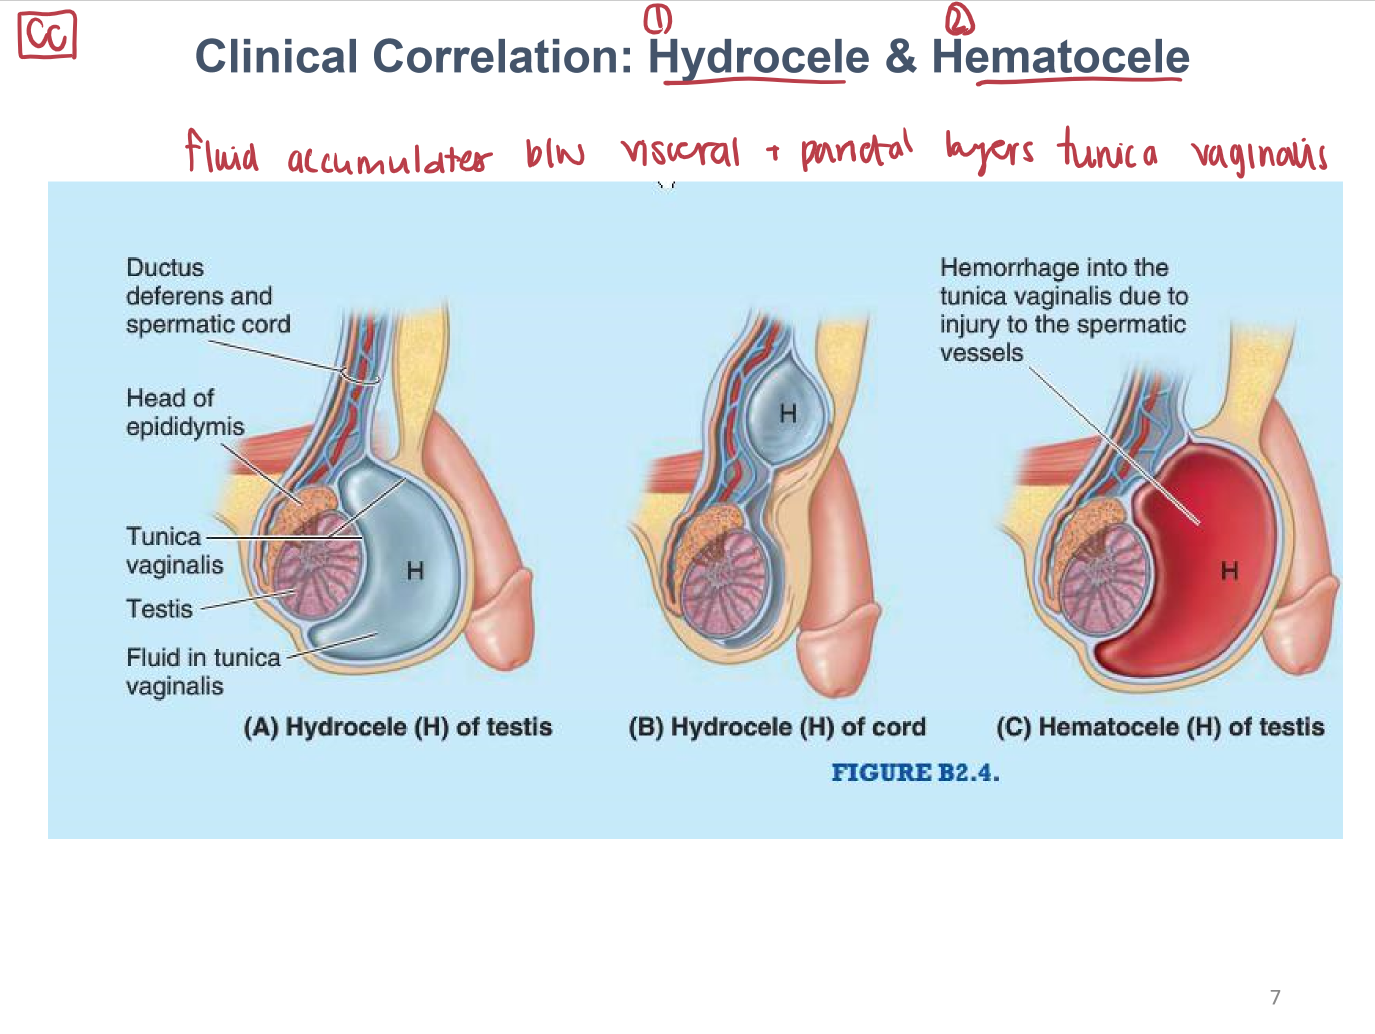 CC
① ②
Clinical Correlation: Hydrocele & Hematocele
fluid accumulates b/w visceral + parietal layers tunica vaginalis
Ductus
deferens and
spermatic cord
Head of
epididymis
Tunica
vaginalis
Testis
Fluid in tunica
vaginalis
H
(A) Hydrocele (H) of testis
H
(B) Hydrocele (H) of cord
Hemorrhage into the
tunica vaginalis due to
injury to the spermatic
vessels
H
(C) Hematocele (H) of testis
FIGURE B2.4.
7